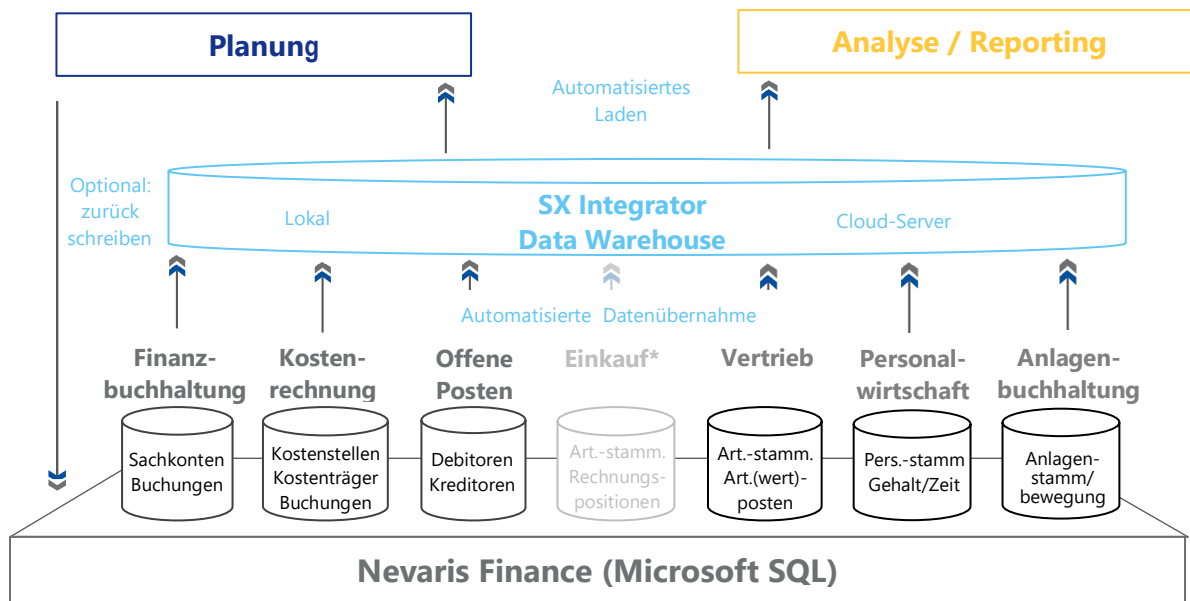 Planung
Analyse / Reporting
Automatisiertes
Laden
Optional:
zurück
schreiben
Lokal
SX Integrator
Data Warehouse
Cloud-Server
Automatisierte Datenübernahme
Finanz-
buchhaltung
Kosten-
rechnung
Offene
Posten
Einkauf*
Vertrieb
Personal-
wirtschaft
Anlagen-
buchhaltung
Sachkonten
Buchungen
Kostenstellen
Kostenträger
Buchungen
Debitoren
Kreditoren
Art.-stamm.
Rechnungs-
positionen
Art.-stamm.
Art.(wert)-
posten
Pers.-stamm
Gehalt/Zeit
Anlagen-
stamm/
bewegung
Nevaris Finance (Microsoft SQL)